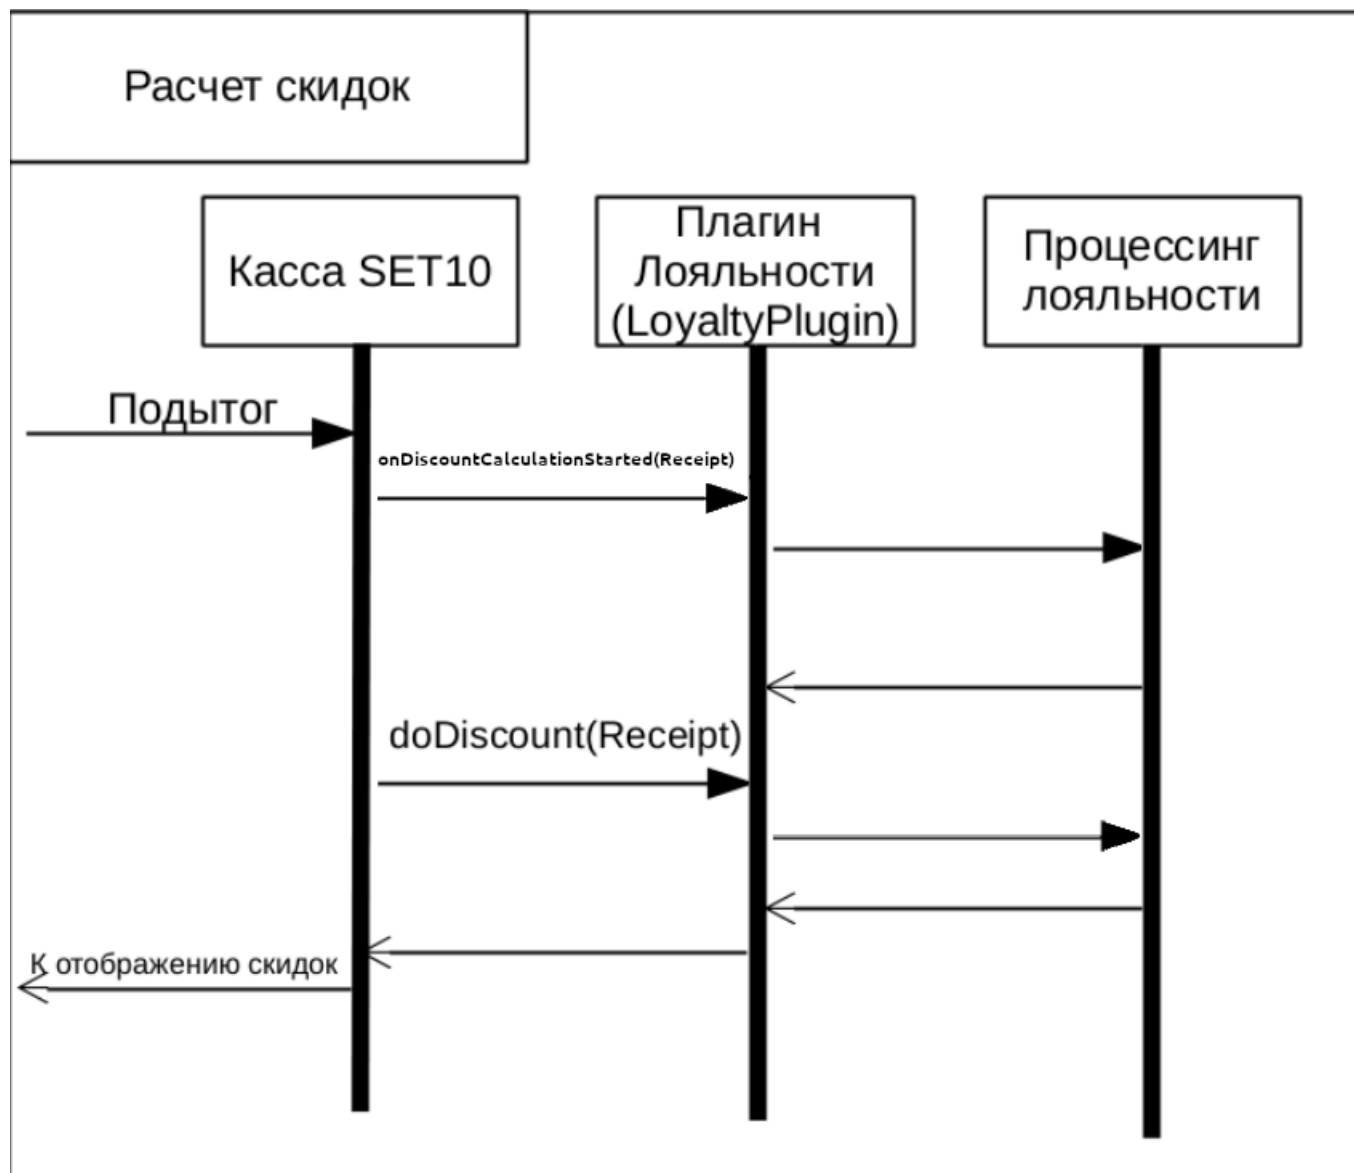 Расчет скидок
Касса SET10
Плагин
Лояльности
(LoyaltyPlugin)
Процессинг
лояльности
Подытог
onDiscountCalculationStarted(Receipt)
doDiscount(Receipt)
К отображению скидок